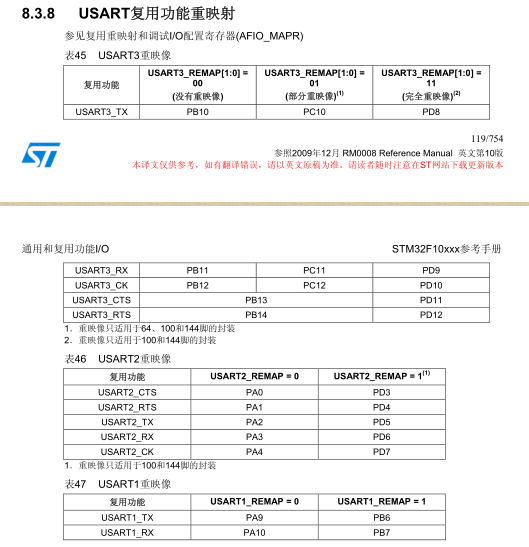 8.3.8 USART复用功能重映射
参见复用重映射和调试I/O配置寄存器(AFIO_MAPR)
表45 USART3重映像
复用功能 USART3_REMAP[1:0] = 00 (没有重映像) USART3_REMAP[1:0] = 01 (部分重映像)(1) USART3_REMAP[1:0] = 11 (完全重映像)(2)
USART3_TX PB10 PC10 PD8
119/754
参照2009年12月 RM0008 Reference Manual 英文第10版
本译文仅供参考，如有翻译错误，请以英文原稿为准。请读者随时注意在ST网站下载更新版本
通用和复用功能I/O STM32F10xxx参考手册
USART3_RX PB11 PC11 PD9
USART3_CK PB12 PC12 PD10
USART3_CTS PB13 PD11
USART3_RTS PB14 PD12
1. 重映像只适用于64、100和144脚的封装
2. 重映像只适用于100和144脚的封装
表46 USART2重映像
复用功能 USART2_REMAP = 0 USART2_REMAP = 1(1)
USART2_CTS PA0 PD3
USART2_RTS PA1 PD4
USART2_TX PA2 PD5
USART2_RX PA3 PD6
USART2_CK PA4 PD7
1. 重映像只适用于100和144脚的封装
表47 USART1重映像
复用功能 USART1_REMAP = 0 USART1_REMAP = 1
USART1_TX PA9 PB6
USART1_RX PA10 PB7